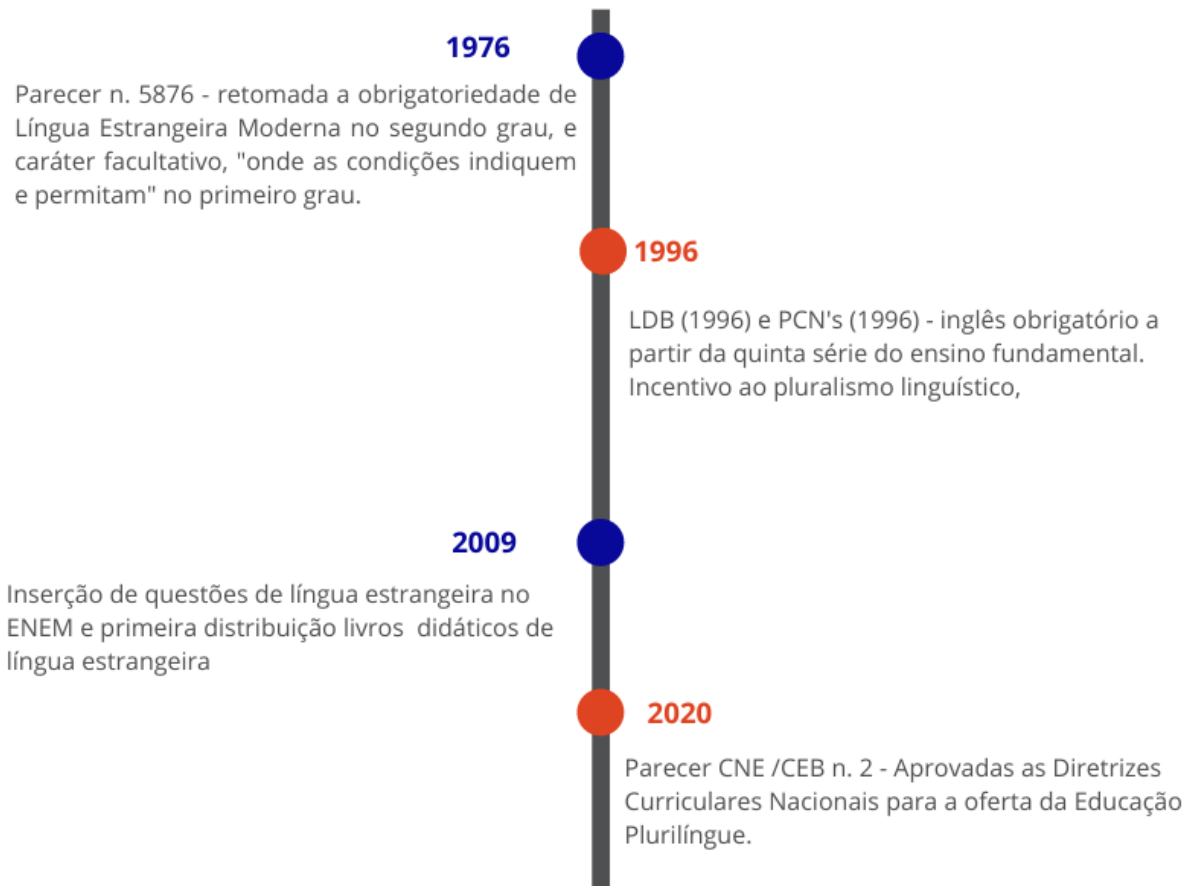 1976
Parecer n. 5876 - retomada a obrigatoriedade de
Língua Estrangeira Moderna no segundo grau, e
caráter facultativo, "onde as condições indiquem
e permitam" no primeiro grau.
1996
LDB (1996) e PCN's (1996) - inglês obrigatório a
partir da quinta série do ensino fundamental.
Incentivo ao pluralismo linguístico,
2009
Inserção de questões de língua estrangeira no
ENEM e primeira distribuição livros  didáticos de
língua estrangeira
2020
Parecer CNE /CEB n. 2 - Aprovadas as Diretrizes
Curriculares Nacionais para a oferta da Educação
Plurilíngue.